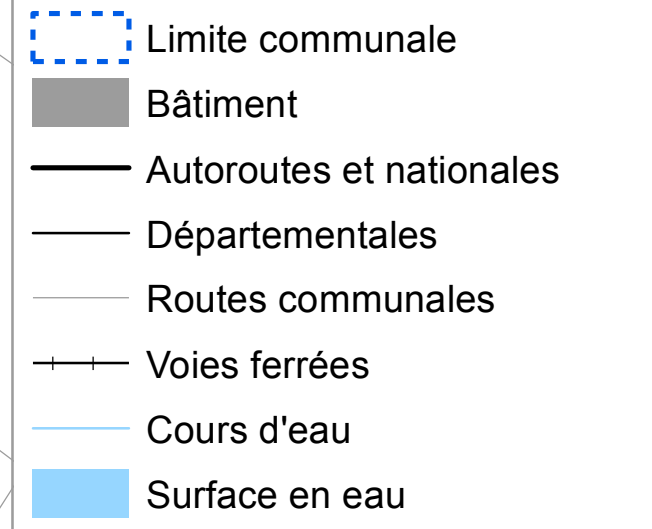 Limite communale
Bâtiment
Autoroutes et nationales
Départementales
Routes communales
Voies ferrées
Cours d'eau
Surface en eau